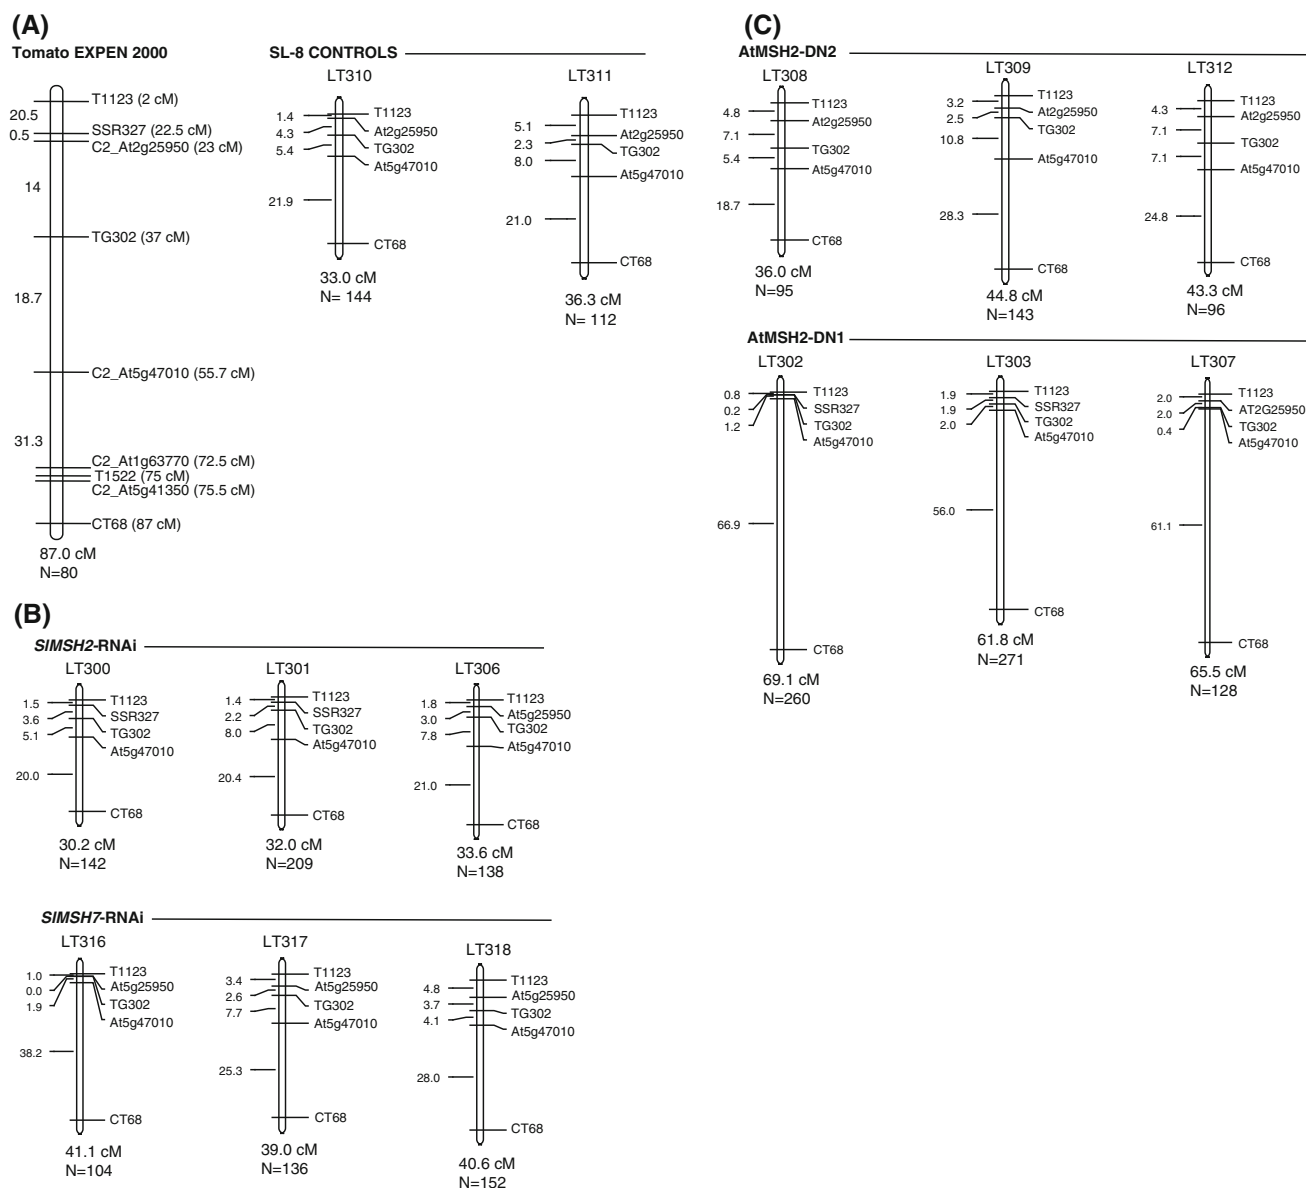 (A)
Tomato EXPEN 2000
20.5
0.5
14
18.7
31.3
T1123 (2 cM)
SSR327 (22.5 cM)
C2_At2g25950 (23 cM)
TG302 (37 cM)
C2_At5g47010 (55.7 cM)
C2_At1g63770 (72.5 cM)
T1522 (75 cM)
C2_At5g41350 (75.5 cM)
CT68 (87 cM)
87.0 cM
N=80
SL-8 CONTROLS
LT310
1.4
4.3
5.4
21.9
T1123
At2g25950
TG302
At5g47010
CT68
33.0 cM
N= 144
LT311
5.1
2.3
8.0
21.0
T1123
At2g25950
TG302
At5g47010
CT68
36.3 cM
N= 112
(B)
SlMSH2-RNAi
LT300
1.5
3.6
5.1
20.0
T1123
SSR327
TG302
At5g47010
CT68
30.2 cM
N=142
LT301
1.4
2.2
8.0
20.4
T1123
SSR327
TG302
At5g47010
CT68
32.0 cM
N=209
LT306
1.8
3.0
7.8
21.0
T1123
At5g25950
TG302
At5g47010
CT68
33.6 cM
N=138
SlMSH7-RNAi
LT316
1.0
0.0
1.9
38.2
T1123
At5g25950
TG302
At5g47010
CT68
41.1 cM
N=104
LT317
3.4
2.6
7.7
25.3
T1123
At5g25950
TG302
At5g47010
CT68
39.0 cM
N=136
LT318
4.8
3.7
4.1
28.0
T1123
At5g25950
TG302
At5g47010
CT68
40.6 cM
N=152
(C)
AtMSH2-DN2
LT308
4.8
7.1
5.4
18.7
T1123
At2g25950
TG302
At5g47010
CT68
36.0 cM
N=95
LT309
3.2
2.5
10.8
28.3
T1123
At2g25950
TG302
At5g47010
CT68
44.8 cM
N=143
LT312
4.3
7.1
7.1
24.8
T1123
At2g25950
TG302
At5g47010
CT68
43.3 cM
N=96
AtMSH2-DN1
LT302
0.8
0.2
1.2
66.9
T1123
SSR327
TG302
At5g47010
CT68
69.1 cM
N=260
LT303
1.9
1.9
2.0
56.0
T1123
SSR327
TG302
At5g47010
CT68
61.8 cM
N=271
LT307
2.0
2.0
0.4
61.1
T1123
AT2G25950
TG302
At5g47010
CT68
65.5 cM
N=128